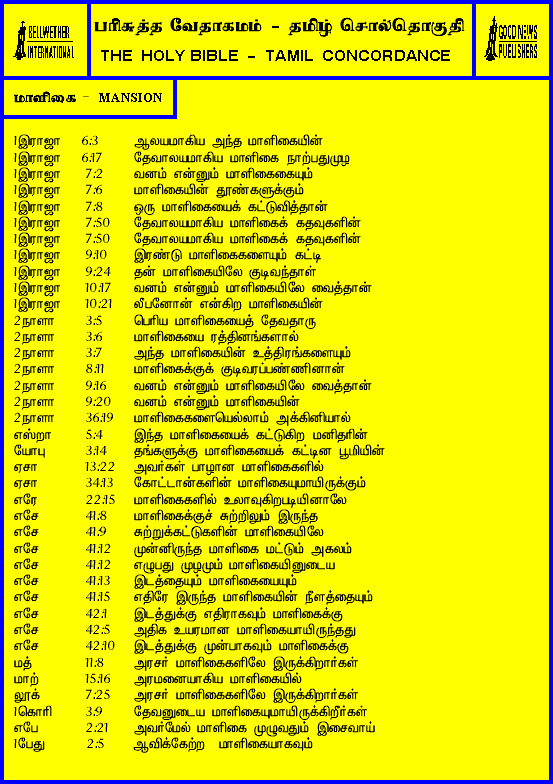 BELLWETHER
INTERNATIONAL
பரிசுத்த வேதாகமம் - தமிழ் சொல்தொகுதி
THE HOLY BIBLE - TAMIL CONCORDANCE
GOOD NEWS
PUBLISHERS
மாளிகை - MANSION
1இராஜா 6:3 ஆலயமாகிய அந்த மாளிகையின்
1இராஜா 6:17 தேவாலயமாகிய மாளிகை நாற்பதுமுழ
1இராஜா 7:2 வனம் என்னும் மாளிகைகையும்
1இராஜா 7:6 மாளிகையின் தூண்களுக்கும்
1இராஜா 7:8 ஒரு மாளிகையைக் கட்டுவித்தான்
1இராஜா 7:50 தேவாலயமாகிய மாளிகைக் கதவுகளின்
1இராஜா 7:50 தேவாலயமாகிய மாளிகைக் கதவுகளின்
1இராஜா 9:10 இரண்டு மாளிகைகளையும் கட்டி
1இராஜா 9:24 தன் மாளிகையிலே குடிவந்தாள்
1இராஜா 10:17 வனம் என்னும் மாளிகையிலே வைத்தான்
1இராஜா 10:21 லீபனோன் என்கிற மாளிகையின்
2நாளா 3:5 பெரிய மாளிகையைத் தேவதாரு
2நாளா 3:6 மாளிகையை ரத்தினங்களால்
2நாளா 3:7 அந்த மாளிகையின் உத்திரங்களையும்
2நாளா 8:11 மாளிகைக்குக் குடிவரப்பண்ணினான்
2நாளா 9:16 வனம் என்னும் மாளிகையிலே வைத்தான்
2நாளா 9:20 வனம் என்னும் மாளிகையின்
2நாளா 36:19 மாளிகைகளையெல்லாம் அக்கினியால்
எஸ்றா 5:4 இந்த மாளிகையைக் கட்டுகிற மனிதரின்
யோபு 3:14 தங்களுக்கு மாளிகையைக் கட்டின பூமியின்
ஏசா 13:22 அவர்கள் பாழான மாளிகைகளில்
ஏசா 34:13 கோட்டான்களின் மாளிகையுமாயிருக்கும்
எரே 22:15 மாளிகைகளில் உலாவுகிறபடியினாலே
எசே 41:8 மாளிகைக்குச் சுற்றிலும் இருந்த
எசே 41:9 சுற்றுக்கட்டுகளின் மாளிகையிலே
எசே 41:12 முன்னிருந்த மாளிகை மட்டும் அகலம்
எசே 41:12 எழுபது முழமும் மாளிகையினுடைய
எசே 41:13 இடத்தையும் மாளிகையையும்
எசே 41:15 எதிரே இருந்த மாளிகையின் நீளத்தையும்
எசே 42:1 இடத்துக்கு எதிராகவும் மாளிகைக்கு
எசே 42:5 அதிக உயரமான மாளிகையாயிருந்தது
எசே 42:10 இடத்துக்கு முன்பாகவும் மாளிகைக்கு
மத் 11:8 அரசர் மாளிகைகளிலே இருக்கிறார்கள்
மாற் 15:16 அரமனையாகிய மாளிகையில்
லூக் 7:25 அரசர் மாளிகைகளிலே இருக்கிறார்கள்
1கொரி 3:9 தேவனுடைய மாளிகையுமாயிருக்கிறீர்கள்
எபே 2:21 அவர்மேல் மாளிகை முழுவதும் இசைவாய்
1பேது 2:5 ஆவிக்கேற்ற மாளிகையாகவும்